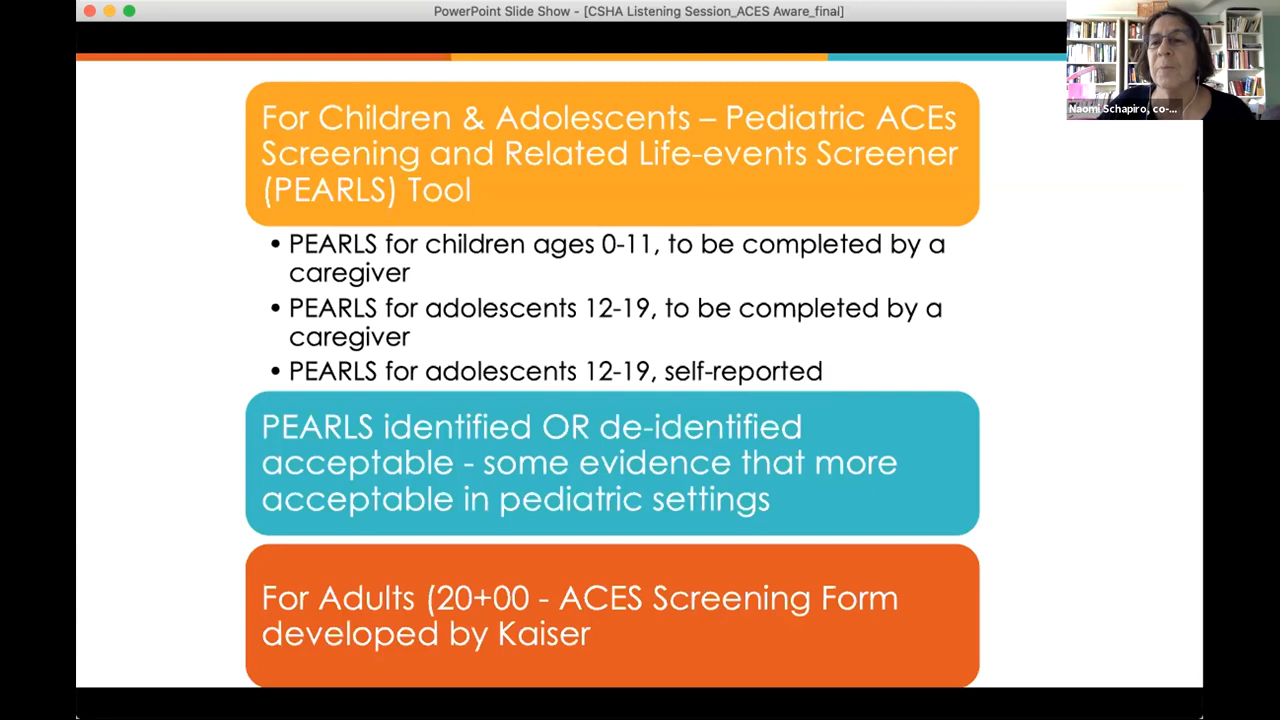 PowerPoint Slide Show - [CSHA Listening Session_ACES Aware_final]
Naomi Schapiro, co-...
For Children & Adolescents – Pediatric ACEs
Screening and Related Life-events Screener
(PEARLS) Tool
• PEARLS for children ages 0-11, to be completed by a
caregiver
• PEARLS for adolescents 12-19, to be completed by a
caregiver
• PEARLS for adolescents 12-19, self-reported
PEARLS identified OR de-identified
acceptable - some evidence that more
acceptable in pediatric settings
For Adults (20+00 - ACES Screening Form
developed by Kaiser